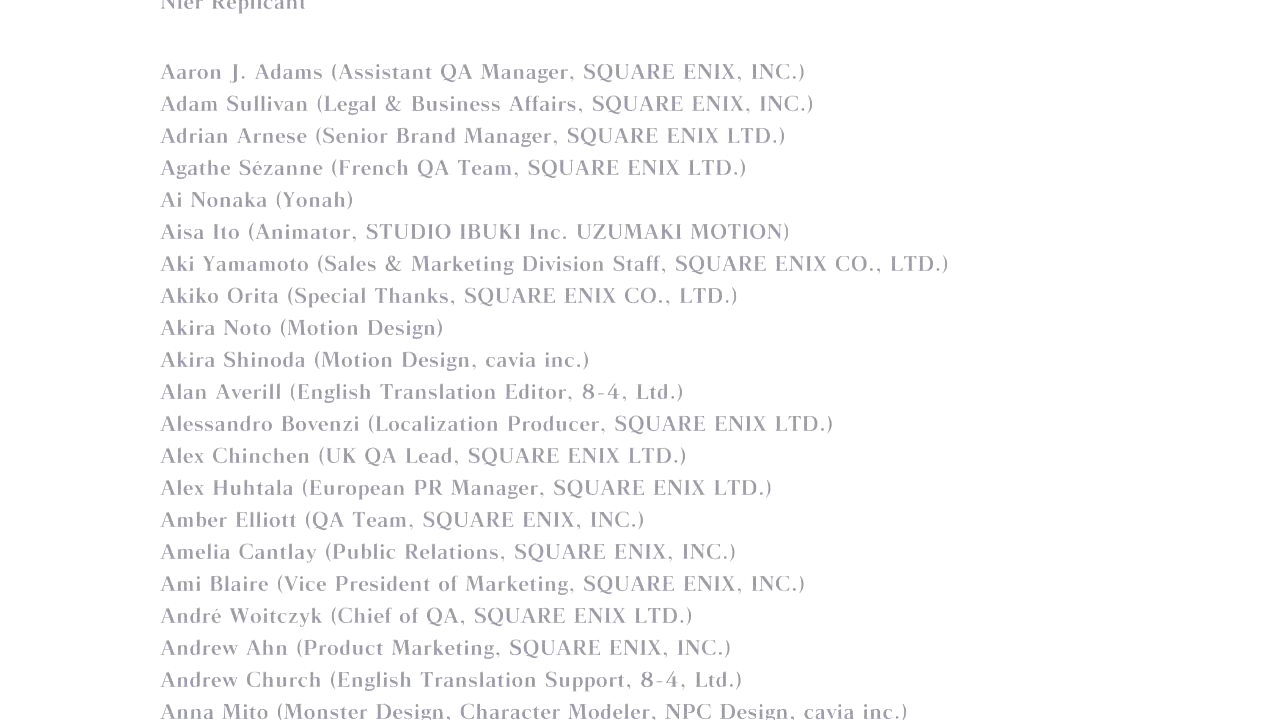 Nier Replicant
Aaron J. Adams (Assistant QA Manager, SQUARE ENIX, INC.)
Adam Sullivan (Legal & Business Affairs, SQUARE ENIX, INC.)
Adrian Arnese (Senior Brand Manager, SQUARE ENIX LTD.)
Agathe Sézanne (French QA Team, SQUARE ENIX LTD.)
Ai Nonaka (Yonah)
Aisa Ito (Animator, STUDIO IBUKI Inc. UZUMAKI MOTION)
Aki Yamamoto (Sales & Marketing Division Staff, SQUARE ENIX CO., LTD.)
Akiko Orita (Special Thanks, SQUARE ENIX CO., LTD.)
Akira Noto (Motion Design)
Akira Shinoda (Motion Design, cavia inc.)
Alan Averill (English Translation Editor, 8-4, Ltd.)
Alessandro Bovenzi (Localization Producer, SQUARE ENIX LTD.)
Alex Chinchen (UK QA Lead, SQUARE ENIX LTD.)
Alex Huhtala (European PR Manager, SQUARE ENIX LTD.)
Amber Elliott (QA Team, SQUARE ENIX, INC.)
Amelia Cantlay (Public Relations, SQUARE ENIX, INC.)
Ami Blaire (Vice President of Marketing, SQUARE ENIX, INC.)
André Woitczyk (Chief of QA, SQUARE ENIX LTD.)
Andrew Ahn (Product Marketing, SQUARE ENIX, INC.)
Andrew Church (English Translation Support, 8-4, Ltd.)
Anna Mito (Monster Design, Character Modeler, NPC Design, cavia inc.)